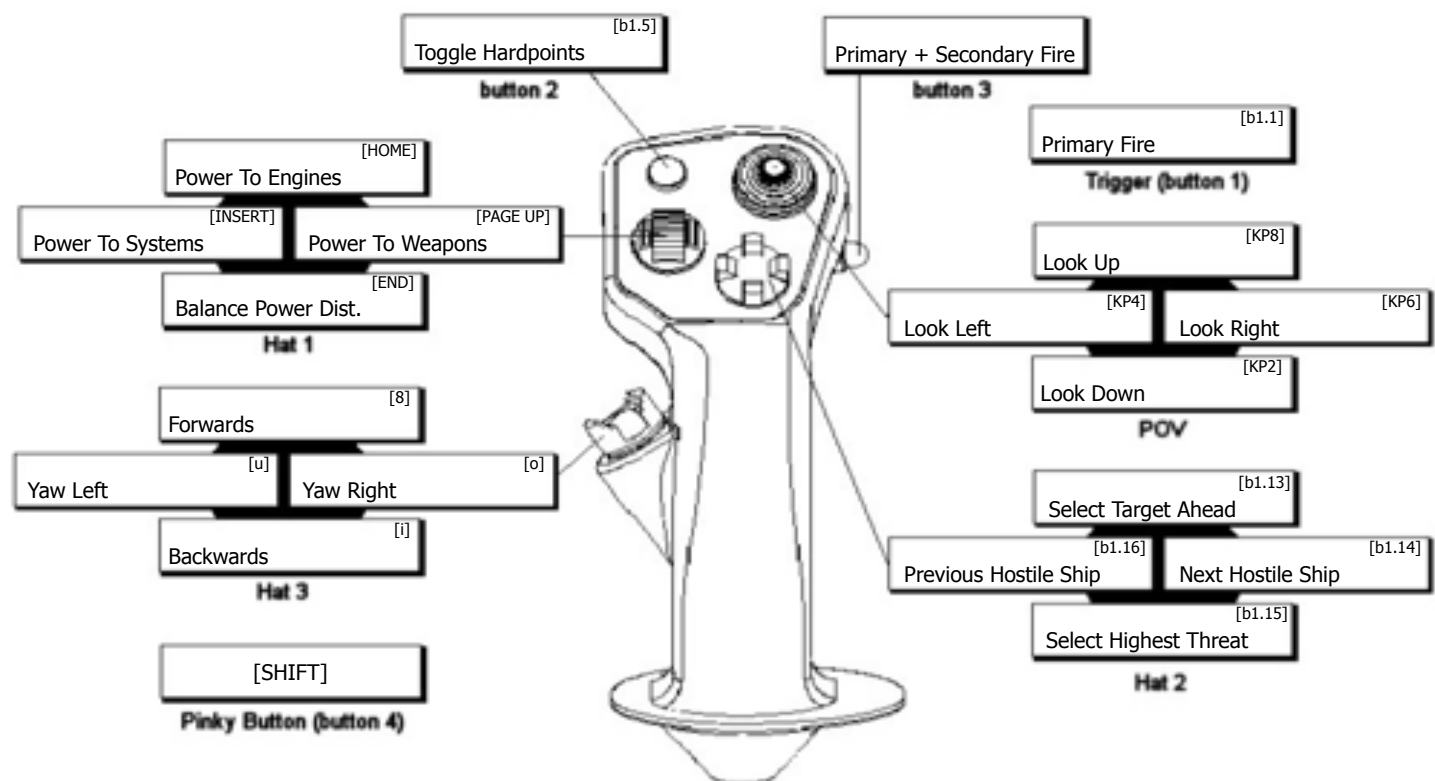 [b1.5]
Toggle Hardpoints
button 2
Primary + Secondary Fire
button 3
[b1.1]
Primary Fire
Trigger (button 1)
[HOME]
Power To Engines
[INSERT]
Power To Systems
[PAGE UP]
Power To Weapons
[END]
Balance Power Dist.
Hat 1
[KP8]
Look Up
[KP4]
Look Left
[KP6]
Look Right
[KP2]
Look Down
POV
[8]
Forwards
[u]
Yaw Left
[o]
Yaw Right
[i]
Backwards
Hat 3
[b1.13]
Select Target Ahead
[b1.16]
Previous Hostile Ship
[b1.14]
Next Hostile Ship
[b1.15]
Select Highest Threat
Hat 2
[SHIFT]
Pinky Button (button 4)